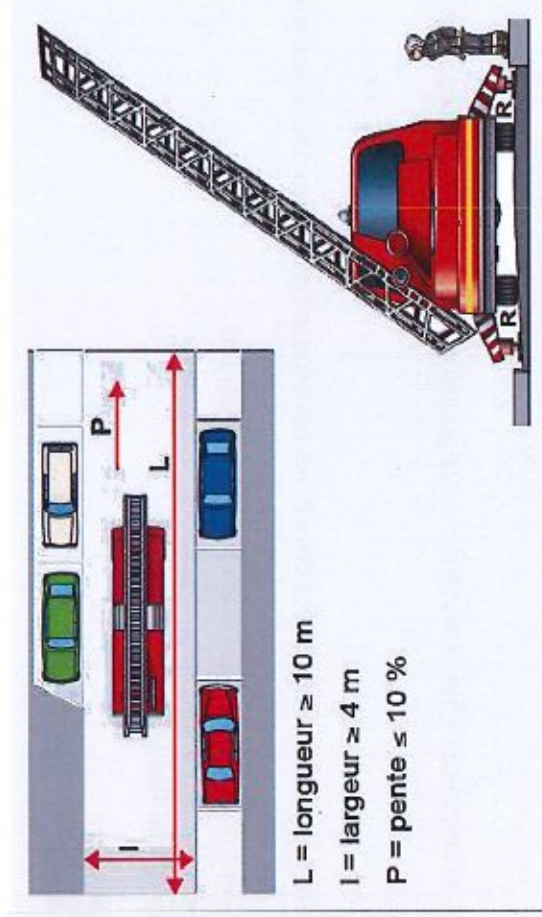 P
L
l
L = longueur ≥ 10 m
l = largeur ≥ 4 m
P = pente ≤ 10 %
R
R